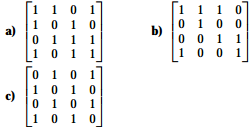 a) [1 1 0 1
1 0 1 0
0 1 1 1
1 0 1 1]
b) [1 1 1 0
0 1 0 0
0 0 1 1
1 0 0 1]
c) [0 1 0 1
1 0 1 0
0 1 0 1
1 0 1 0]